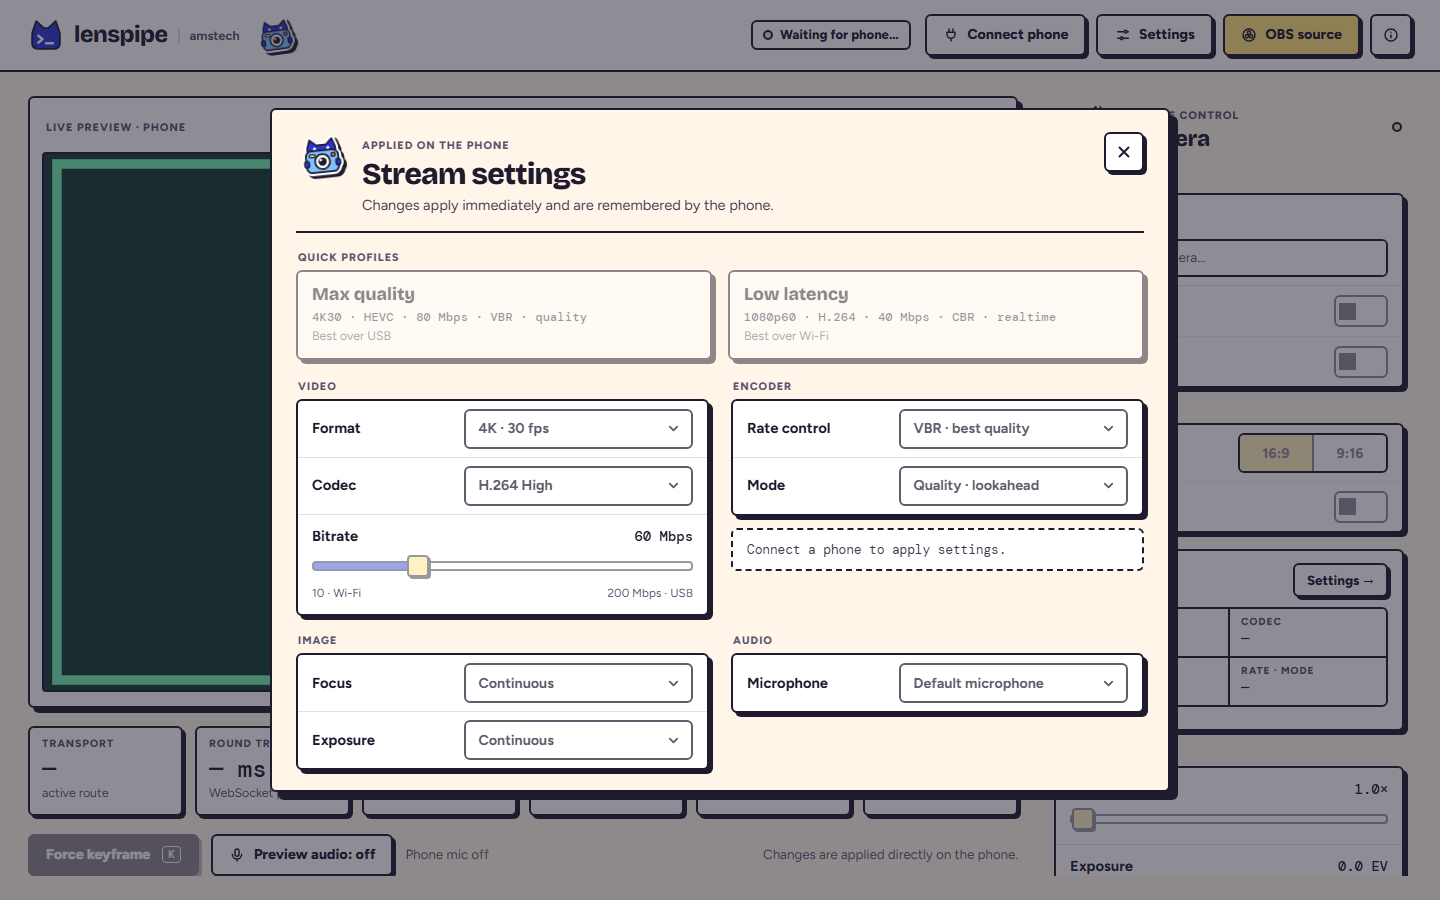 lenspipe
amstech
Waiting for phone...
Connect phone
Settings
OBS source
LIVE PREVIEW · PHONE
CONTROL
era
APPLIED ON THE PHONE
Stream settings
Changes apply immediately and are remembered by the phone.
QUICK PROFILES
Max quality
4K30 · HEVC · 80 Mbps · VBR · quality
Best over USB
Low latency
1080p60 · H.264 · 40 Mbps · CBR · realtime
Best over Wi-Fi
era...
VIDEO
Format
4K · 30 fps
Codec
H.264 High
Bitrate
60 Mbps
10 · Wi-Fi
200 Mbps · USB
ENCODER
Rate control
VBR · best quality
Mode
Quality · lookahead
Connect a phone to apply settings.
16:9
9:16
IMAGE
Focus
Continuous
Exposure
Continuous
AUDIO
Microphone
Default microphone
Settings →
CODEC
—
RATE · MODE
—
TRANSPORT
—
active route
ROUND TR
— ms
WebSocket
1.0×
Exposure
0.0 EV
Force keyframe
K
Preview audio: off
Phone mic off
Changes are applied directly on the phone.